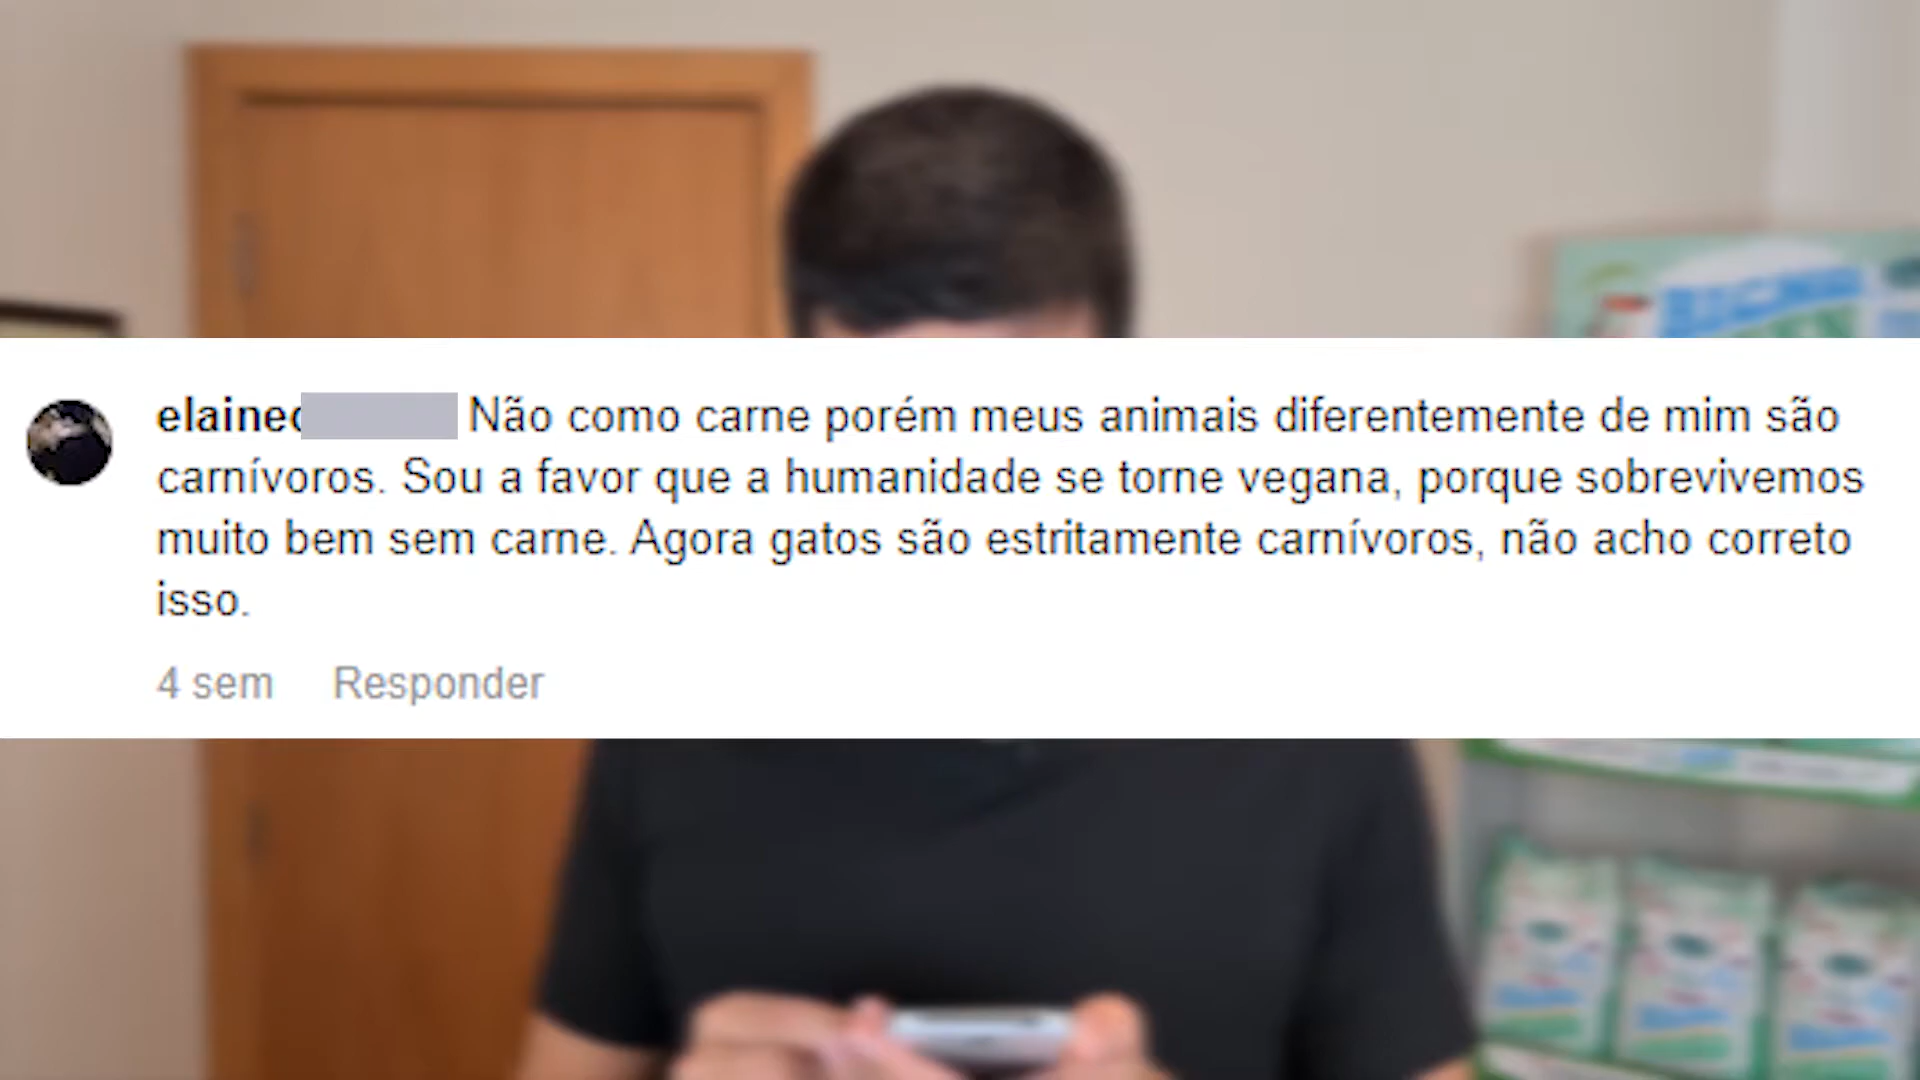 elainec Não como carne porém meus animais diferentemente de mim são
carnívoros. Sou a favor que a humanidade se torne vegana, porque sobrevivemos
muito bem sem carne. Agora gatos são estritamente carnívoros, não acho correto
isso.
4 sem Responder